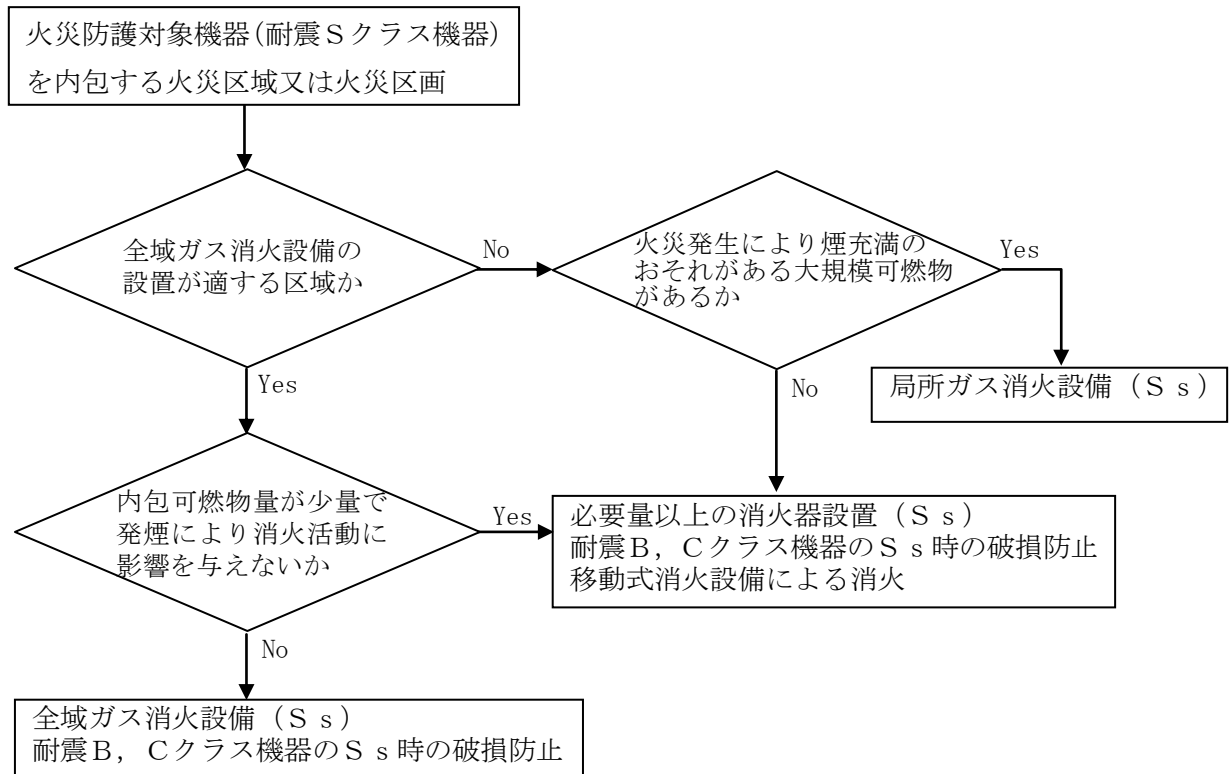 火災防護対象機器(耐震Ｓクラス機器)
を内包する火災区域又は火災区画
全域ガス消火設備の
設置が適する区域か
No
火災発生により煙充満の
おそれがある大規模可燃物
があるか
Yes
局所ガス消火設備（Ｓｓ）
Yes
No
内包可燃物量が少量で
発煙により消火活動に
影響を与えないか
Yes
必要量以上の消火器設置（Ｓｓ）
耐震Ｂ，Ｃクラス機器のＳｓ時の破損防止
移動式消火設備による消火
No
全域ガス消火設備（Ｓｓ）
耐震Ｂ，Ｃクラス機器のＳｓ時の破損防止